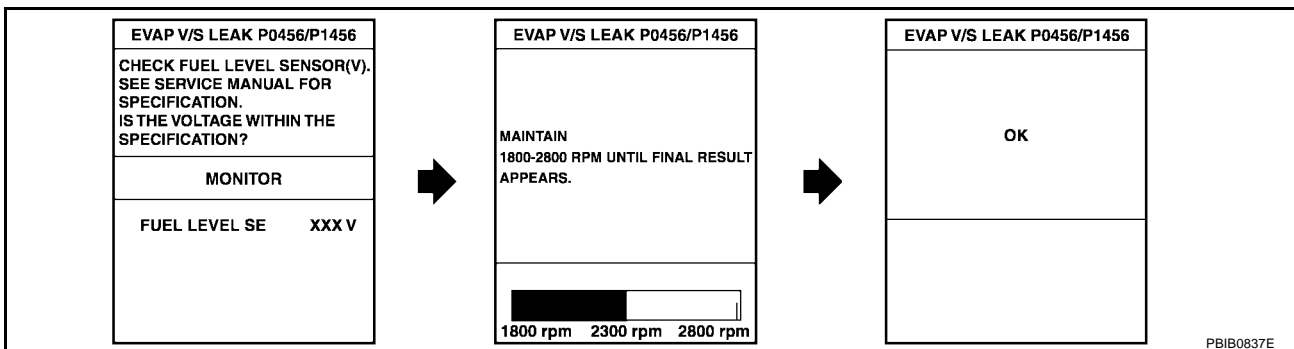 EVAP V/S LEAK P0456/P1456
CHECK FUEL LEVEL SENSOR(V).
SEE SERVICE MANUAL FOR
SPECIFICATION.
IS THE VOLTAGE WITHIN THE
SPECIFICATION?
MONITOR
FUEL LEVEL SE XXX V
EVAP V/S LEAK P0456/P1456
MAINTAIN
1800-2800 RPM UNTIL FINAL RESULT
APPEARS.
1800 rpm 2300 rpm 2800 rpm
EVAP V/S LEAK P0456/P1456
OK
PBIB0837E